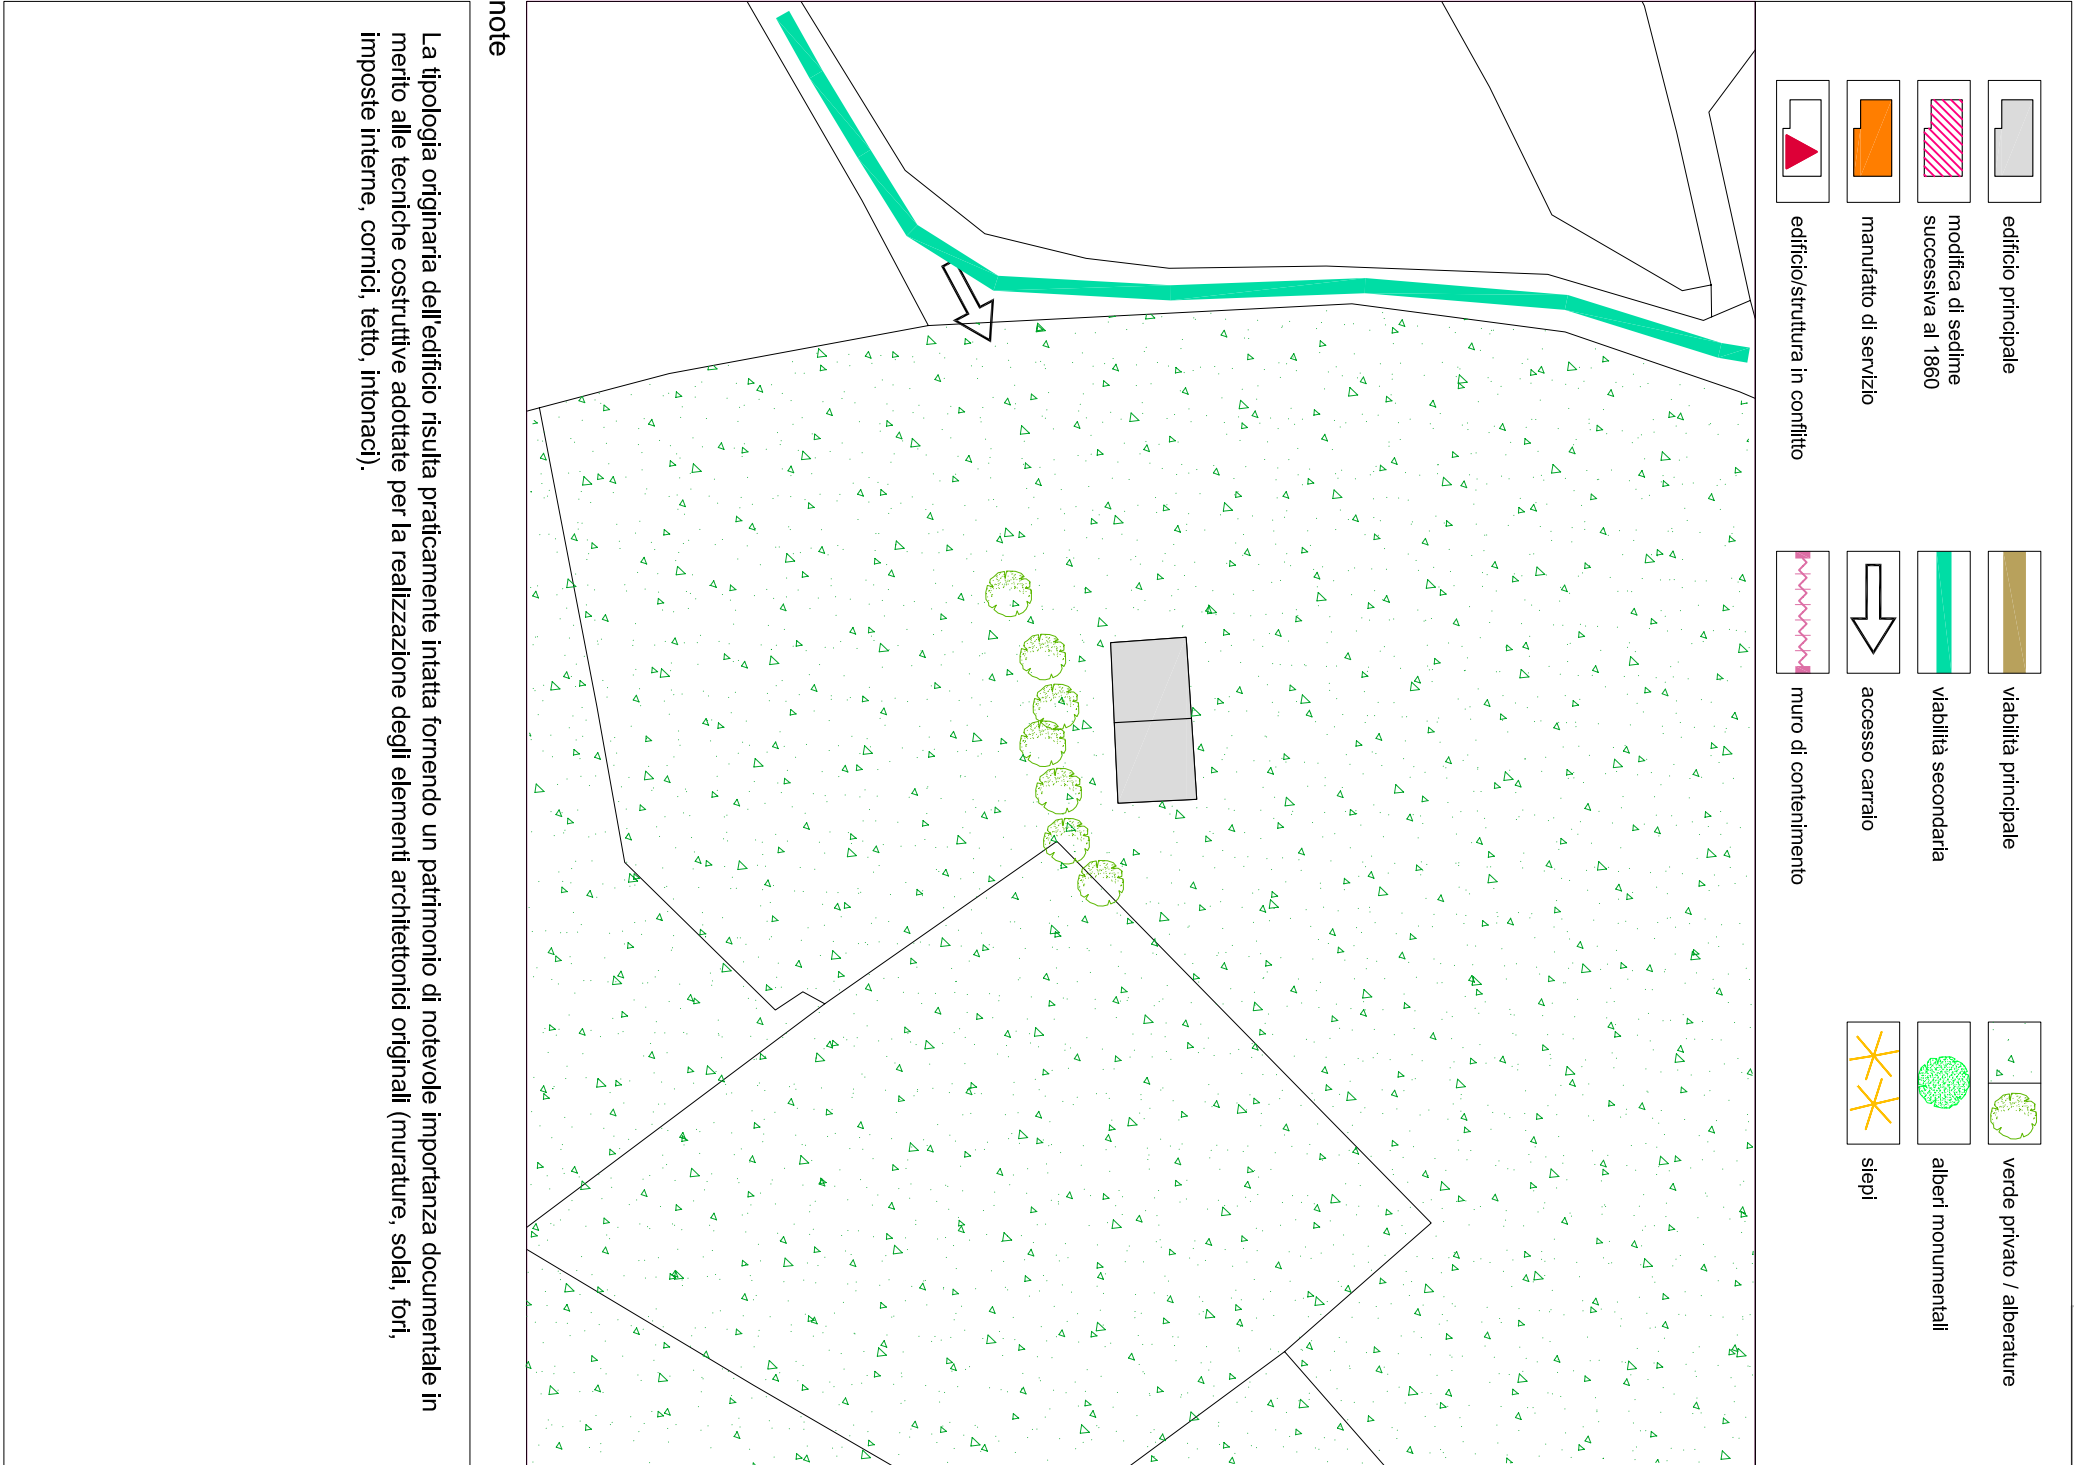 edificio principale
modifica di sedime
successiva al 1860
manufatto di servizio
edificio/struttura in conflitto
viabilità principale
viabilità secondaria
accesso carraio
muro di contenimento
verde privato / alberature
alberi monumentali
siepi
note
La tipologia originaria dell'edificio risulta praticamente intatta fornendo un patrimonio di notevole importanza documentale in
merito alle tecniche costruttive adottate per la realizzazione degli elementi architettonici originali (murature, solai, fori,
imposte interne, cornici, tetto, intonaci).